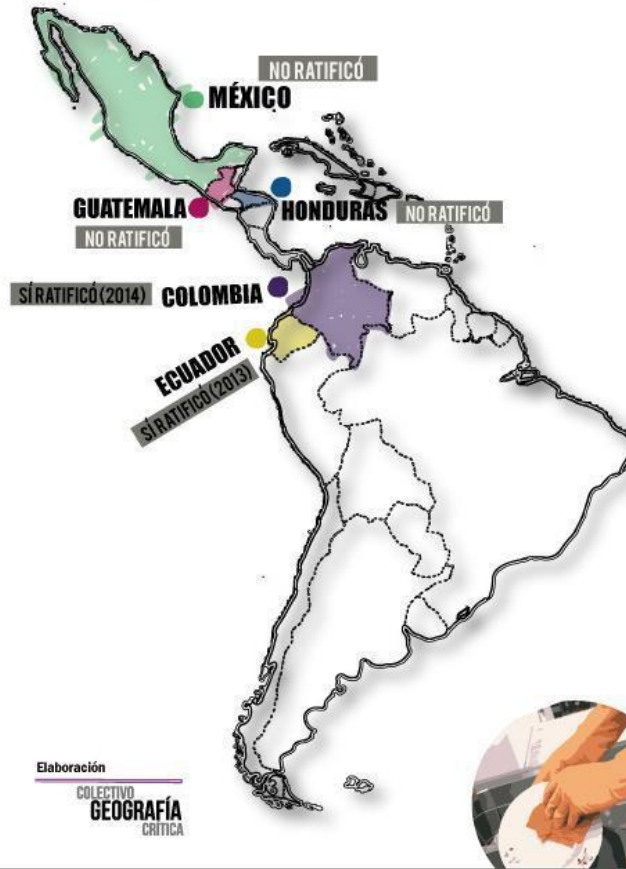 NO RATIFICÓ
MÉXICO
GUATEMALA
NO RATIFICÓ
HONDURAS
NO RATIFICÓ
SÍ RATIFICÓ (2014)
COLOMBIA
ECUADOR
SÍ RATIFICÓ (2013)
Elaboración
COLECTIVO
GEOGRAFÍA
CRÍTICA